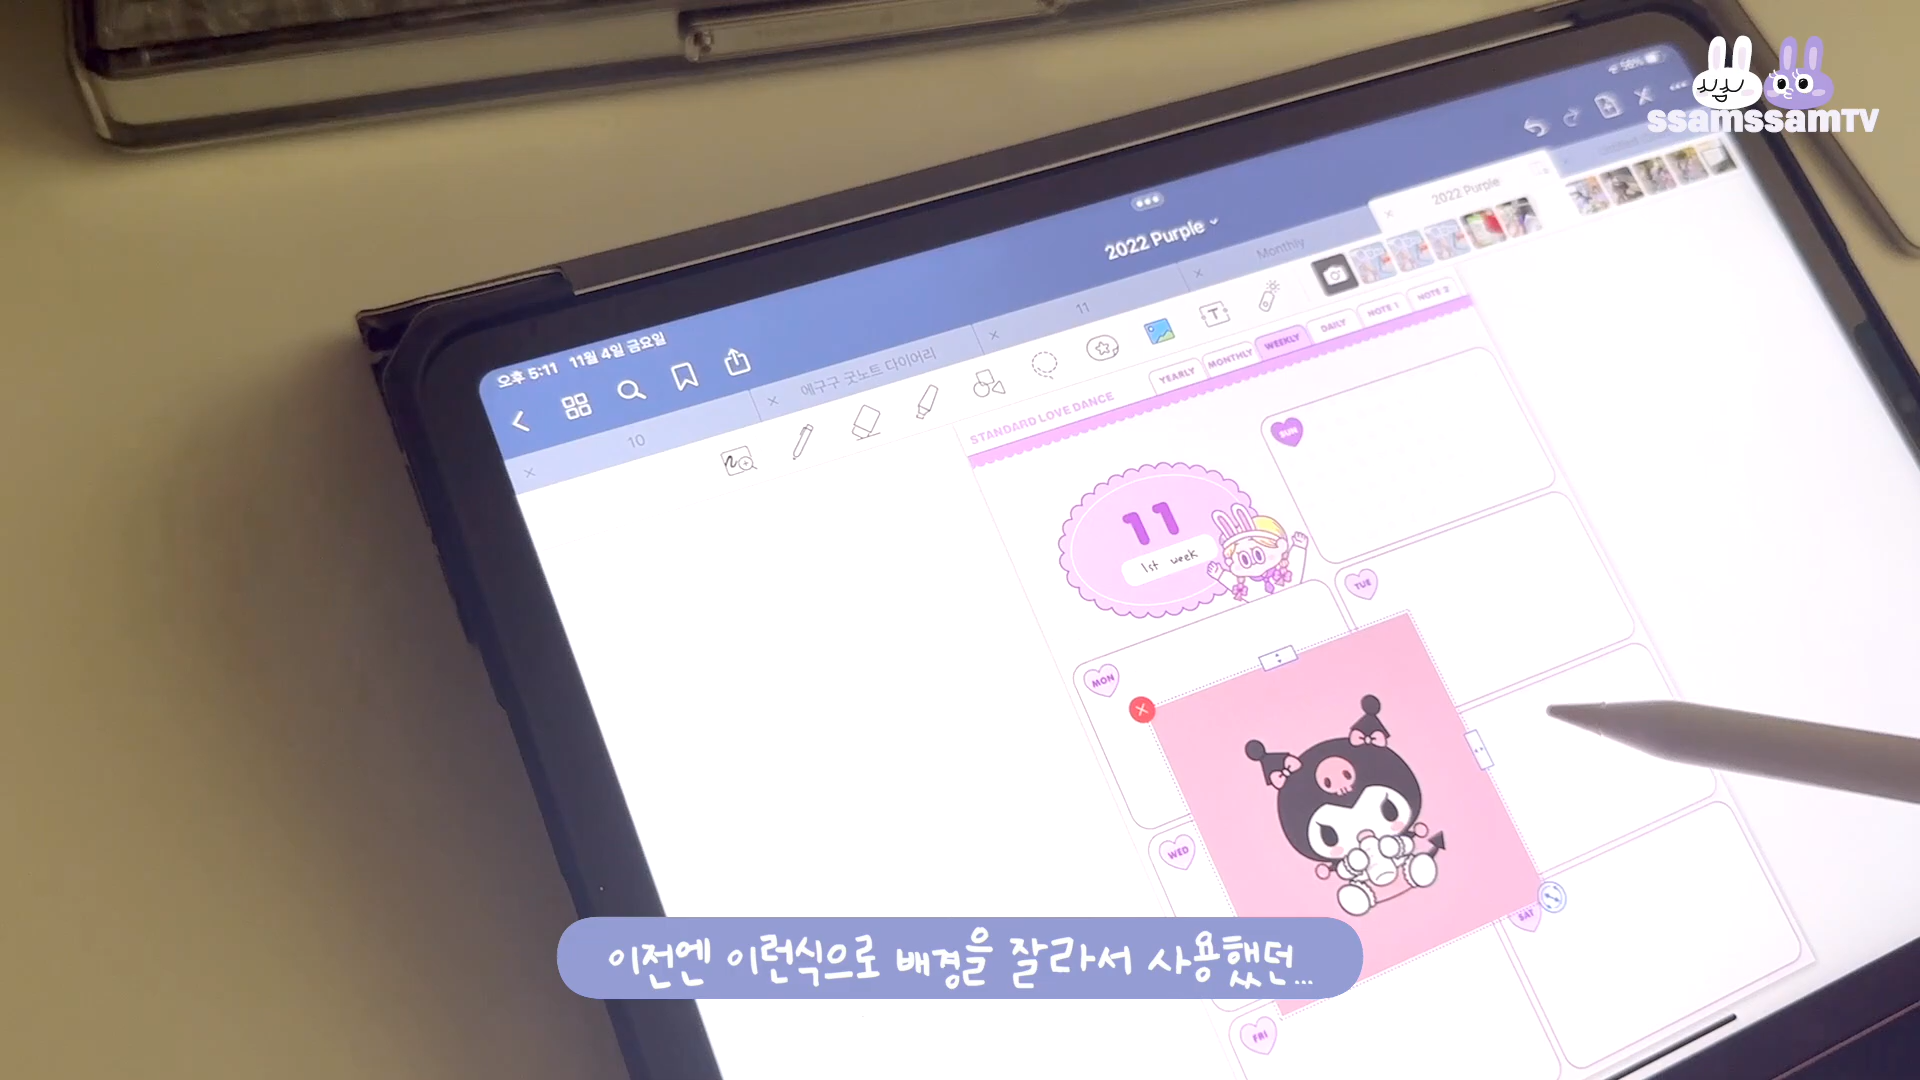 ssamssamTV
98%
오후 5:11 11월 4일 금요일
2022 Purple
10
에구구 굿노트 다이어리
11
Monthly
2022 Purple
STANDARD LOVE DANCE
YEARLY
MONTHLY
WEEKLY
DAILY
NOTE 1
NOTE 2
11
1st week
SUN
MON
TUE
WED
FRI
SAT
이전엔 이런식으로 배경을 잘라서 사용했던...